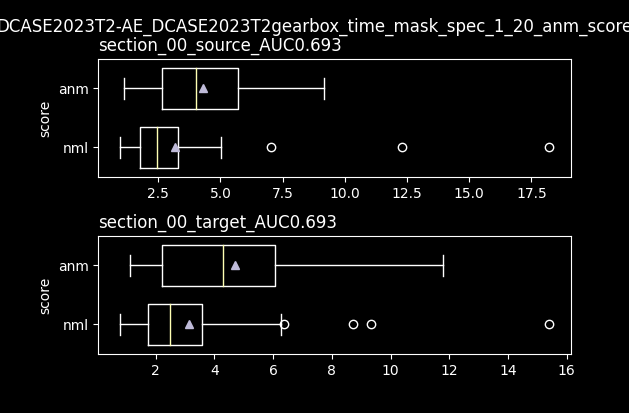 DCASE2023T2-AE_DCASE2023T2gearbox_time_mask_spec_1_20_anm_score
section_00_source_AUC0.693
anm
nml
score
2.5 5.0 7.5 10.0 12.5 15.0 17.5
section_00_target_AUC0.693
anm
nml
score
2 4 6 8 10 12 14 16